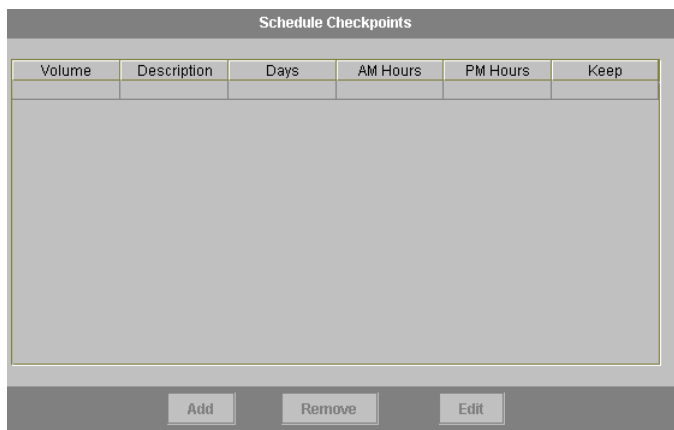 Schedule Checkpoints
Volume Description Days AM Hours PM Hours Keep
Add Remove Edit